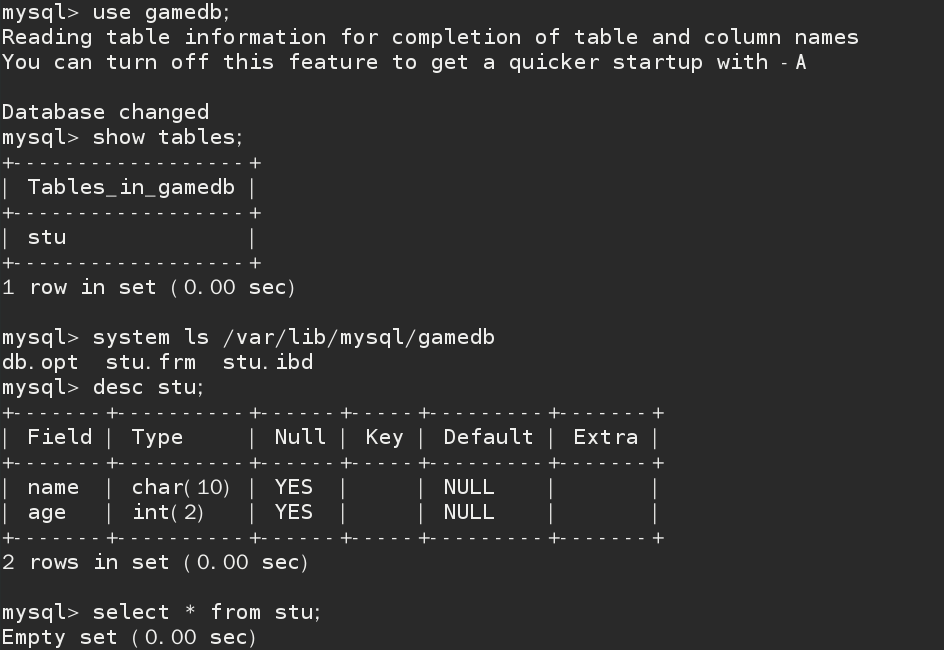 mysql> use gamedb;
Reading table information for completion of table and column names
You can turn off this feature to get a quicker startup with -A
Database changed
mysql> show tables;
+------------------+
| Tables_in_gamedb |
+------------------+
| stu              |
+------------------+
1 row in set (0.00 sec)
mysql> system ls /var/lib/mysql/gamedb
db.opt  stu.frm  stu.ibd
mysql> desc stu;
+-------+----------+------+-----+---------+-------+
| Field | Type     | Null | Key | Default | Extra |
+-------+----------+------+-----+---------+-------+
| name  | char(10) | YES  |     | NULL    |       |
| age   | int(2)   | YES  |     | NULL    |       |
+-------+----------+------+-----+---------+-------+
2 rows in set (0.00 sec)
mysql> select * from stu;
Empty set (0.00 sec)